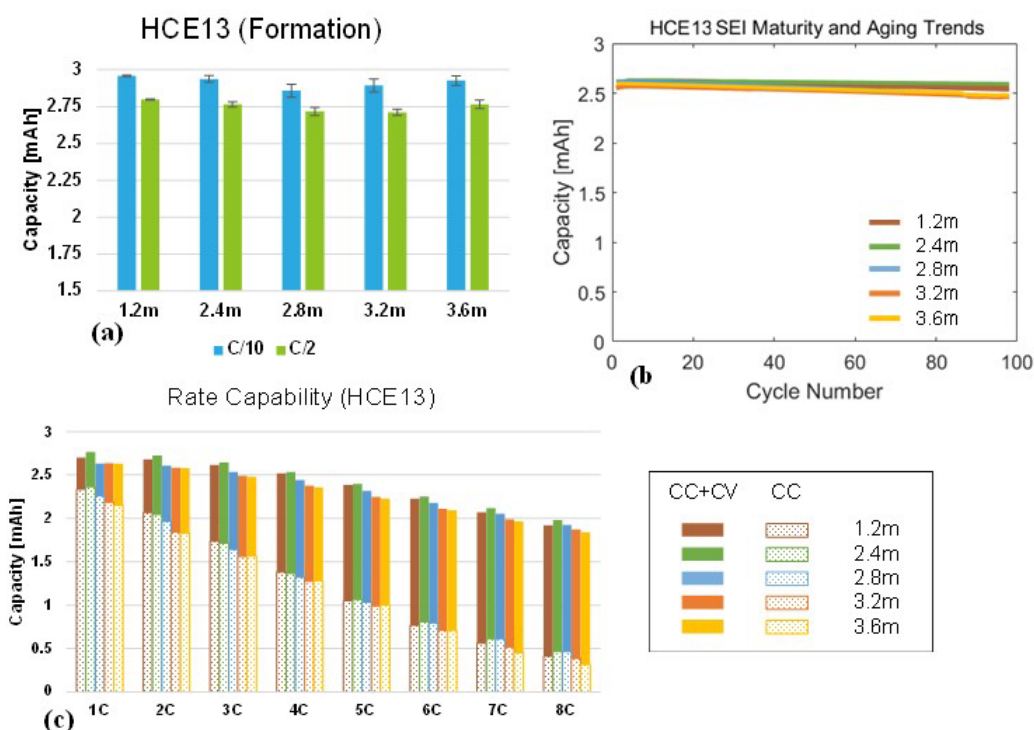 HCE13 (Formation)
3
2.75
2.5
2.25
2
1.75
1.5
Capacity [mAh]
1.2m 2.4m 2.8m 3.2m 3.6m
(a)
C/10 C/2
HCE13 SEI Maturity and Aging Trends
3
2.5
2
1.5
1
0.5
0
Capacity [mAh]
1.2m
2.4m
2.8m
3.2m
3.6m
0 20 40 60 80 100
Cycle Number
(b
Rate Capability (HCE13)
3
2.5
2
1.5
1
0.5
0
Capacity [mAh]
1C 2C 3C 4C 5C 6C 7C 8C
(c)
CC+CV CC
1.2m
2.4m
2.8m
3.2m
3.6m